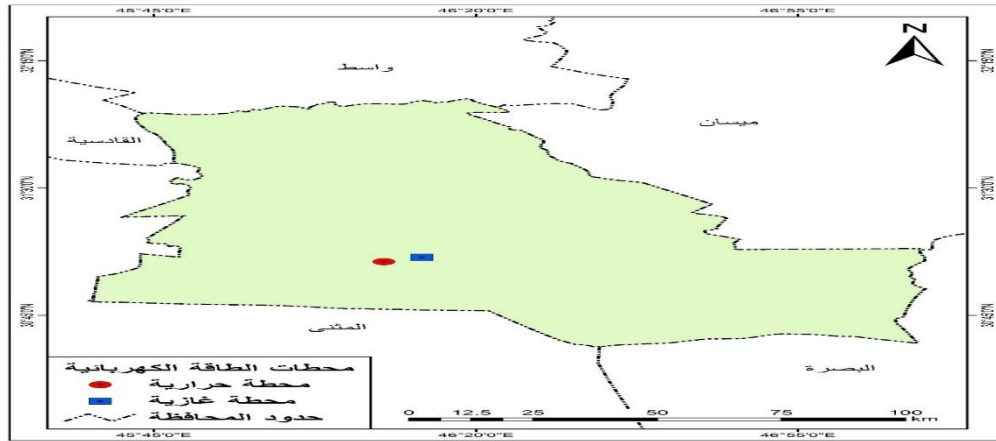 45°45'0"E 46°20'0"E 46°55'0"E
N
واسط
ميسان
القادسية
المثنى
البصرة
محطات الطاقة الكهربائية
محطة حرارية
محطة غازية
حدود المحافظة
0 12.5 25 50 75 100
km
45°45'0"E 46°20'0"E 46°55'0"E